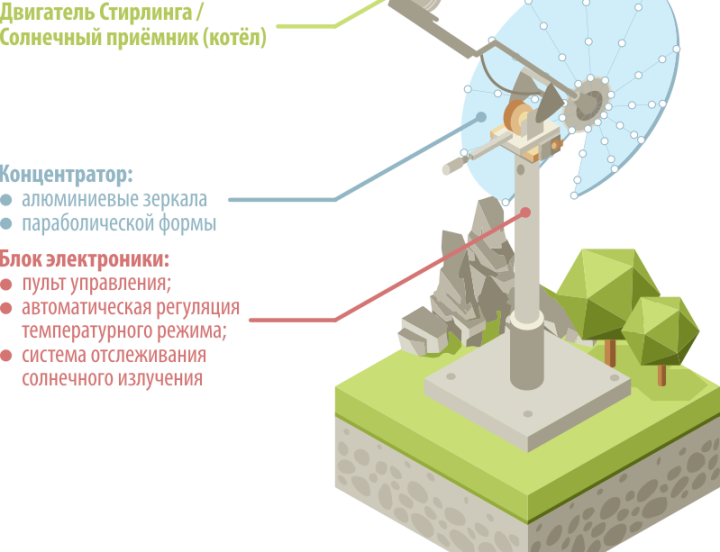 Двигатель Стирлинга /
Солнечный приёмник (котёл)
Концентратор:
алюминиевые зеркала
параболической формы
Блок электроники:
пульт управления;
автоматическая регуляция
температурного режима;
система отслеживания
солнечного излучения